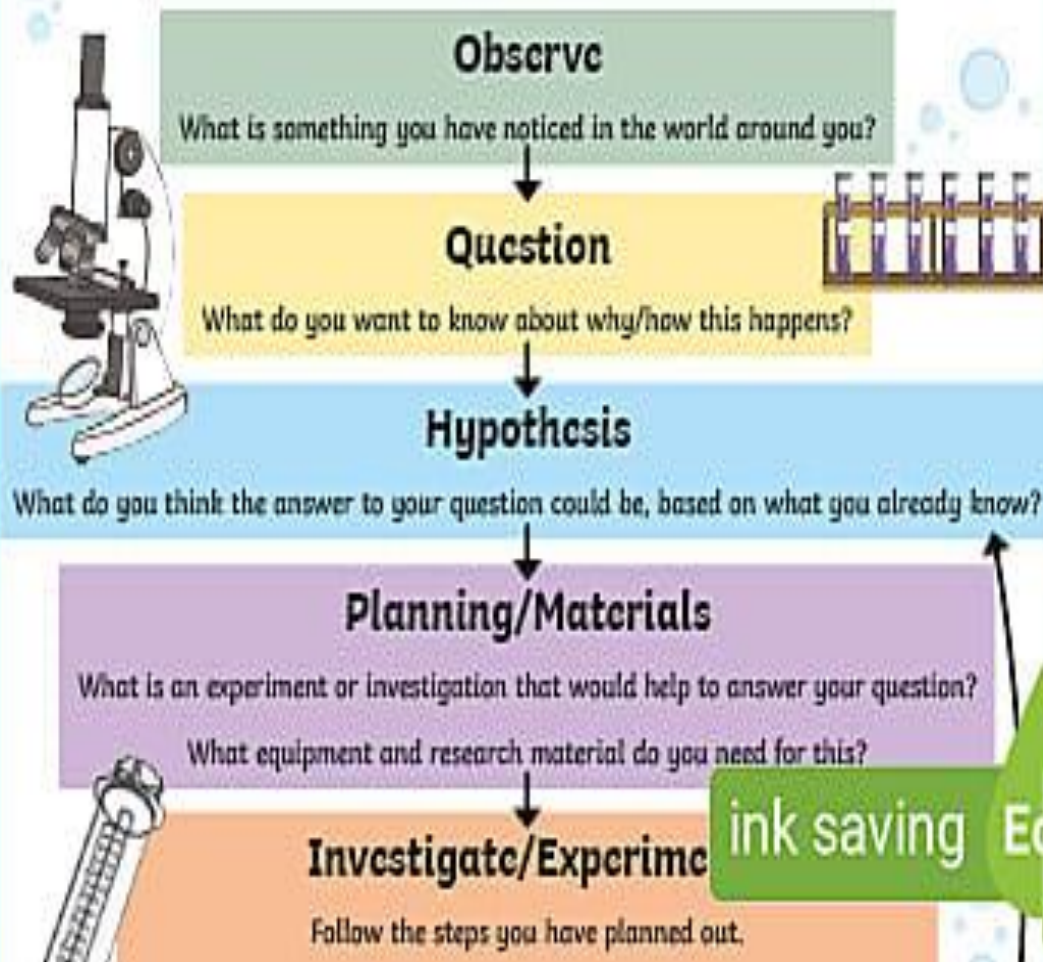 Observe
What is something you have noticed in the world around you?
Question
What do you want to know about why/how this happens?
Hypothesis
What do you think the answer to your question could be, based on what you already know?
Planning/Materials
What is an experiment or investigation that would help to answer your question?
What equipment and research material do you need for this?
Investigate/Experime
ink saving
Follow the steps you have planned out.